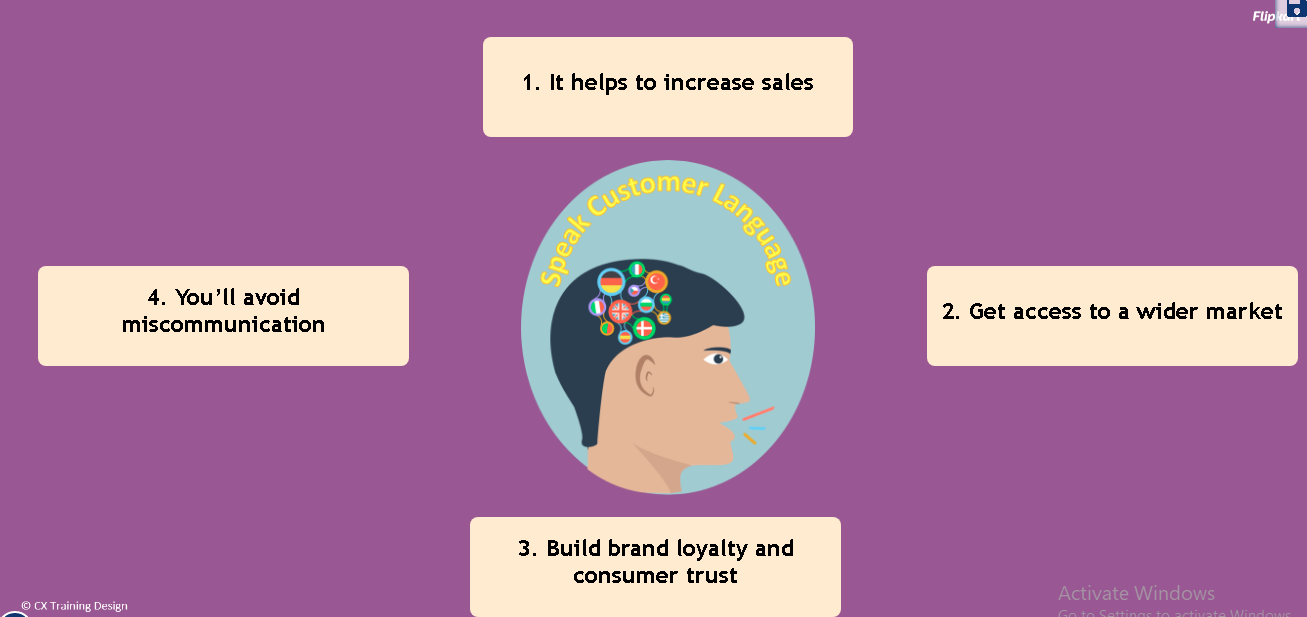 Flipkart
1. It helps to increase sales
Speak Customer Language
4. You’ll avoid
miscommunication
2. Get access to a wider market
3. Build brand loyalty and
consumer trust
Activate Windows
Go to Settings to activate Windows.
© CX Training Design